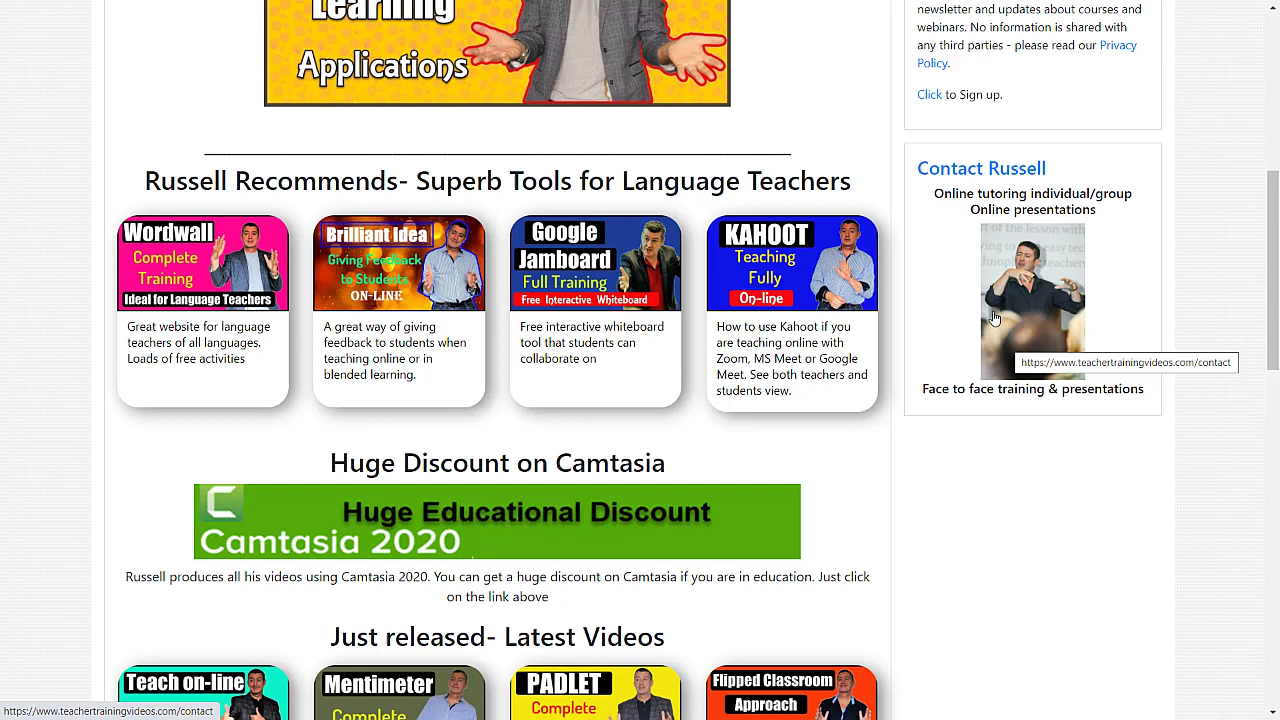 Learning
Applications
newsletter and updates about courses and
webinars. No information is shared with
any third parties - please read our Privacy
Policy.
Click to Sign up.
Contact Russell
Online tutoring individual/group
Online presentations
of the lesson with
https://www.teachertrainingvideos.com/contact
Face to face training & presentations
Russell Recommends- Superb Tools for Language Teachers
Wordwall
Complete
Training
Ideal for Language Teachers
Great website for language
teachers of all languages.
Loads of free activities
Brilliant Idea
Giving Feedback
to Students
ON-LINE
A great way of giving
feedback to students when
teaching online or in
blended learning.
Google
Jamboard
Full Training
Free Interactive Whiteboard
Free interactive whiteboard
tool that students can
collaborate on
KAHOOT
Teaching
Fully
On-line
How to use Kahoot if you
are teaching online with
Zoom, MS Meet or Google
Meet. See both teachers and
students view.
Huge Discount on Camtasia
Huge Educational Discount
Camtasia 2020
Russell produces all his videos using Camtasia 2020. You can get a huge discount on Camtasia if you are in education. Just click
on the link above
Just released- Latest Videos
Teach on-line
Mentimeter
Complete
PADLET
Complete
Flipped Classroom
Approach
https://www.teachertrainingvideos.com/contact